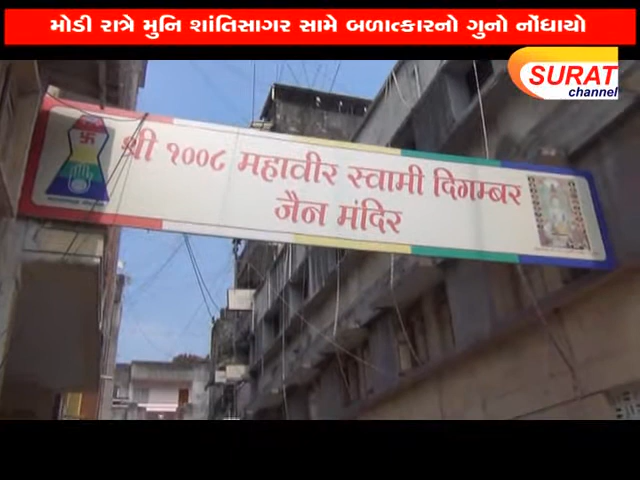 મોડી રાત્રે મુનિ શાંતિસાગર સામે બળાત્કારનો ગુનો નોંધાયો
SURAT
channel
श्री १००८ महावीर स्वामी दिगम्बर
जैन मंदिर